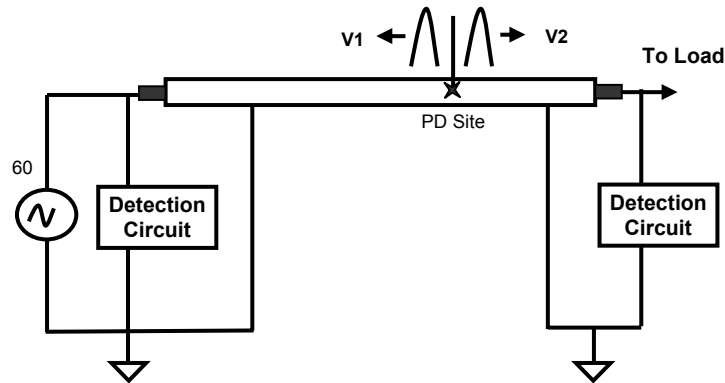 V1
V2
To Load
PD Site
60
Detection
Circuit
Detection
Circuit